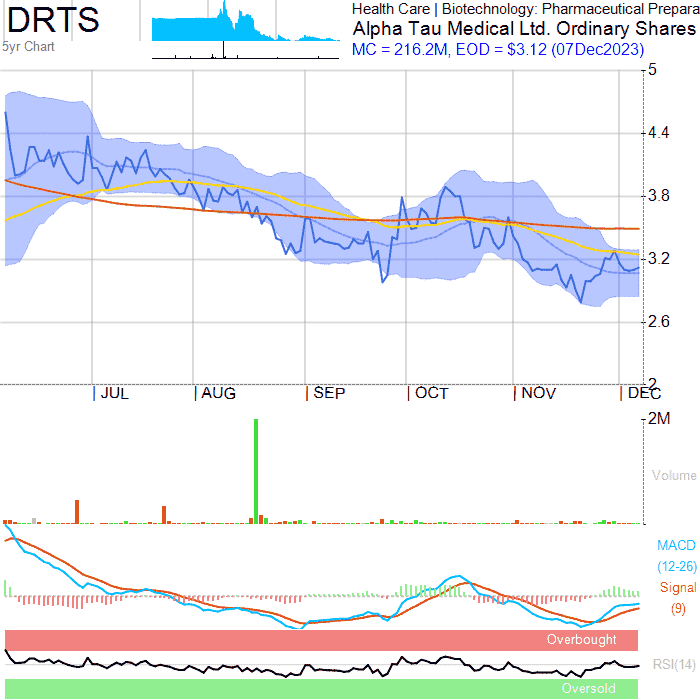 DRTS
5yr Chart
Health Care | Biotechnology: Pharmaceutical Prepara
Alpha Tau Medical Ltd. Ordinary Shares
MC = 216.2M, EOD = $3.12 (07Dec2023)
5
4.4
3.8
3.2
2.6
2
JUL AUG SEP OCT NOV DEC
2M
Volume
MACD
(12-26)
Signal
(9)
Overbought
RSI(14)
Oversold